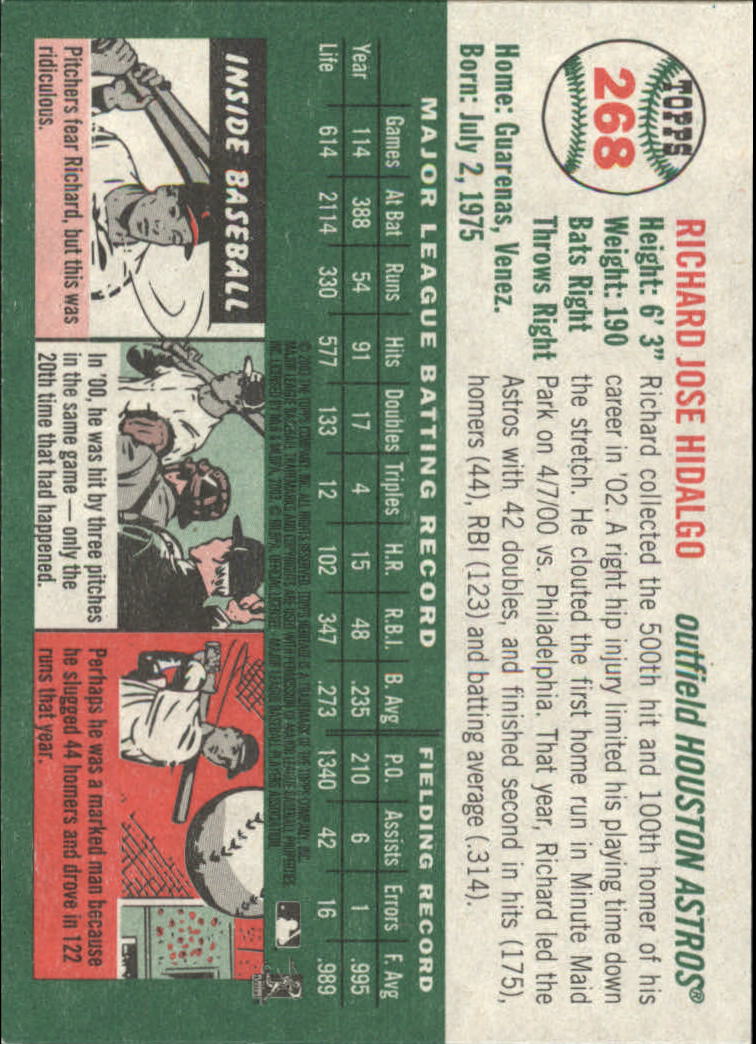 TOPPS
268
RICHARD JOSE HIDALGO outfield HOUSTON ASTROS®
Height: 6' 3"
Weight: 190
Bats Right
Throws Right
Home: Guarenas, Venez.
Born: July 2, 1975
Richard collected the 500th hit and 100th homer of his
career in '02. A right hip injury limited his playing time down
the stretch. He clouted the first home run in Minute Maid
Park on 4/7/00 vs. Philadelphia. That year, Richard led the
Astros with 42 doubles, and finished second in hits (175),
homers (44), RBI (123) and batting average (.314).
MAJOR LEAGUE BATTING RECORD FIELDING RECORD
Games At Bat Runs Hits Doubles Triples H.R. R.B.I. B. Avg P.O. Assists Errors F. Avg
Year 114 388 54 91 17 4 15 48 .235 210 6 1 .995
Life 614 2114 330 577 133 12 102 347 .273 1340 42 16 .989
INSIDE BASEBALL
Pitchers fear Richard, but this was
ridiculous.
In '00, he was hit by three pitches
in the same game — only the
20th time that had happened.
Perhaps he was a marked man because
he slugged 44 homers and drove in 122
runs that year.